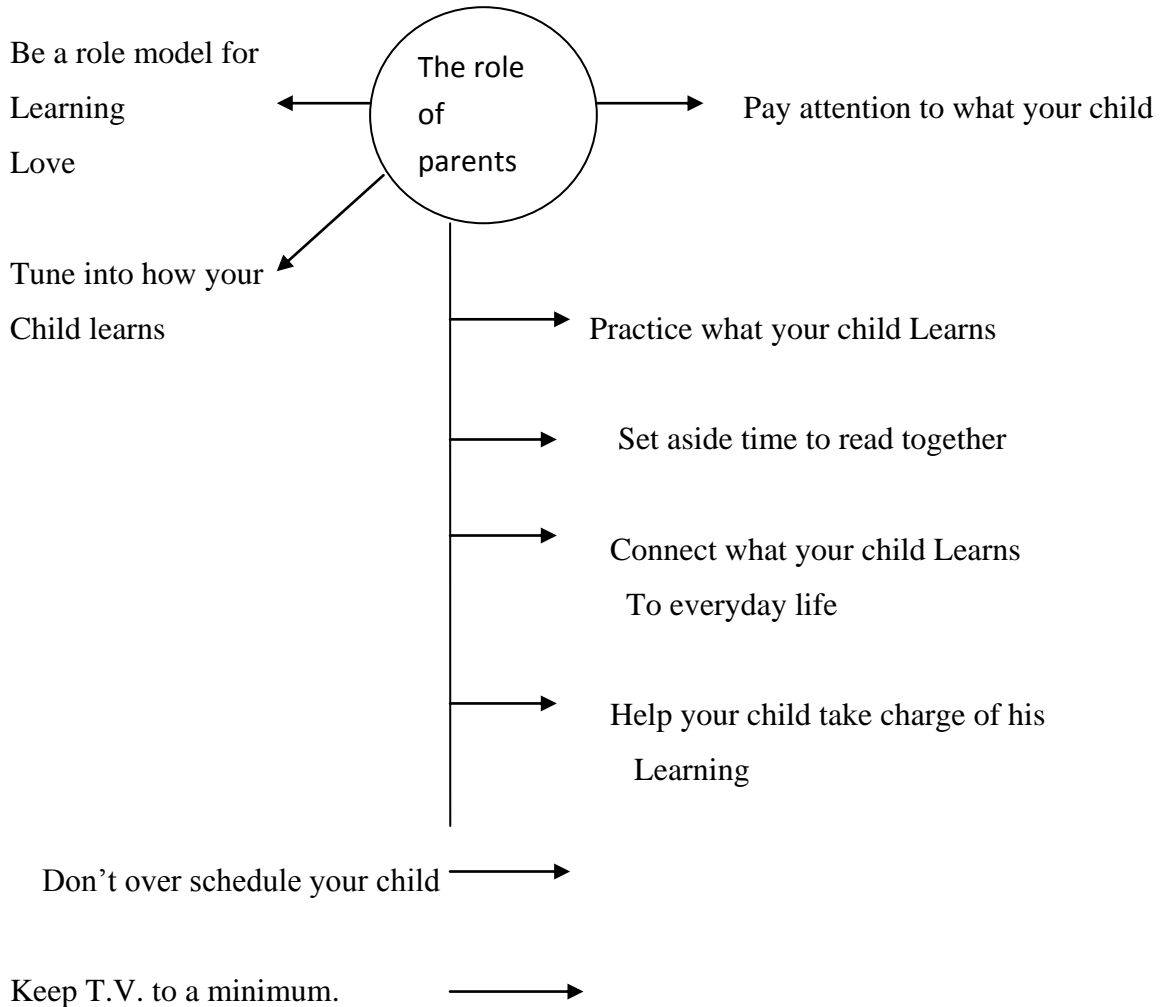 Be a role model for
Learning
Love
The role
of
parents
Pay attention to what your child
Tune into how your
Child learns
Practice what your child Learns
Set aside time to read together
Connect what your child Learns
To everyday life
Help your child take charge of his
Learning
Don’t over schedule your child
Keep T.V. to a minimum.